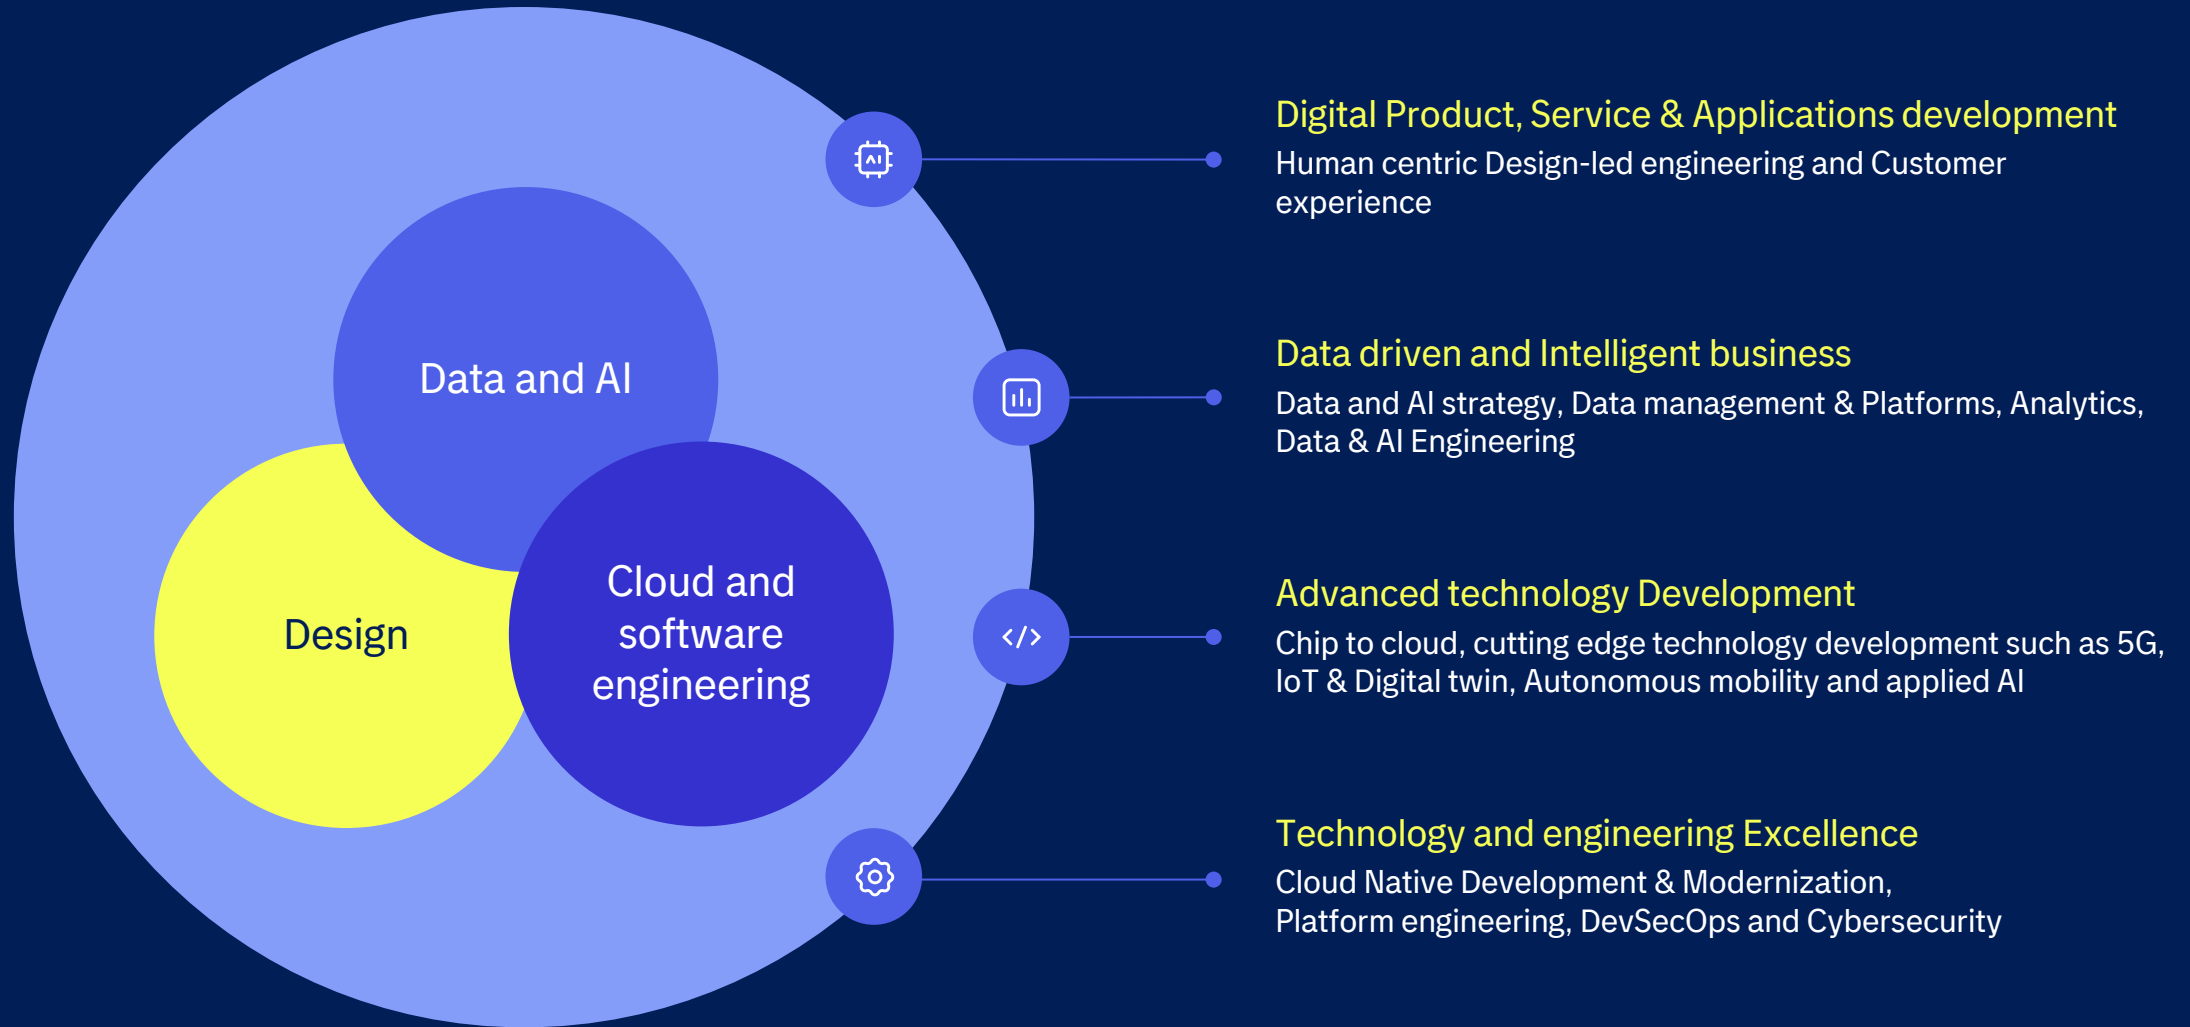 Data and AI
Design
Cloud and
software
engineering
AI
Digital Product, Service & Applications development
Human centric Design-led engineering and Customer
experience
Data driven and Intelligent business
Data and AI strategy, Data management & Platforms, Analytics,
Data & AI Engineering
</>
Advanced technology Development
Chip to cloud, cutting edge technology development such as 5G,
IoT & Digital twin, Autonomous mobility and applied AI
Technology and engineering Excellence
Cloud Native Development & Modernization,
Platform engineering, DevSecOps and Cybersecurity